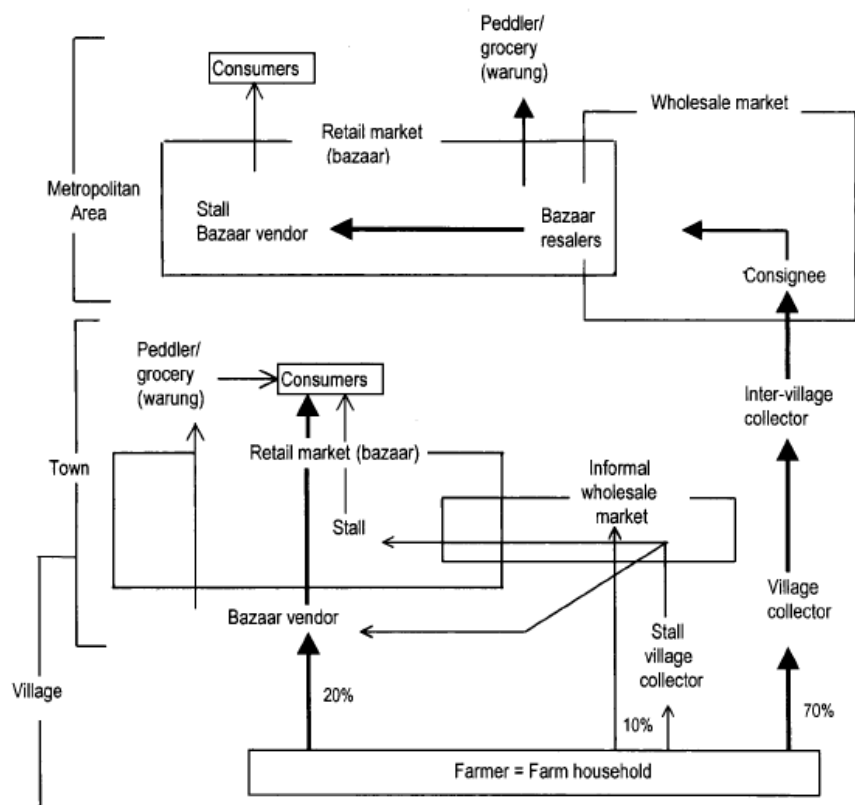 Peddler/
grocery
(warung)
Consumers
Wholesale market
Retail market
(bazaar)
Metropolitan
Area
Stall
Bazaar vendor
Bazaar
resalers
Consignee
Peddler/
grocery
(warung)
Consumers
Inter-village
collector
Town
Retail market (bazaar)
Informal
wholesale
market
Stall
Bazaar vendor
Village
collector
Stall
village
collector
Village
20%
10%
70%
Farmer = Farm household